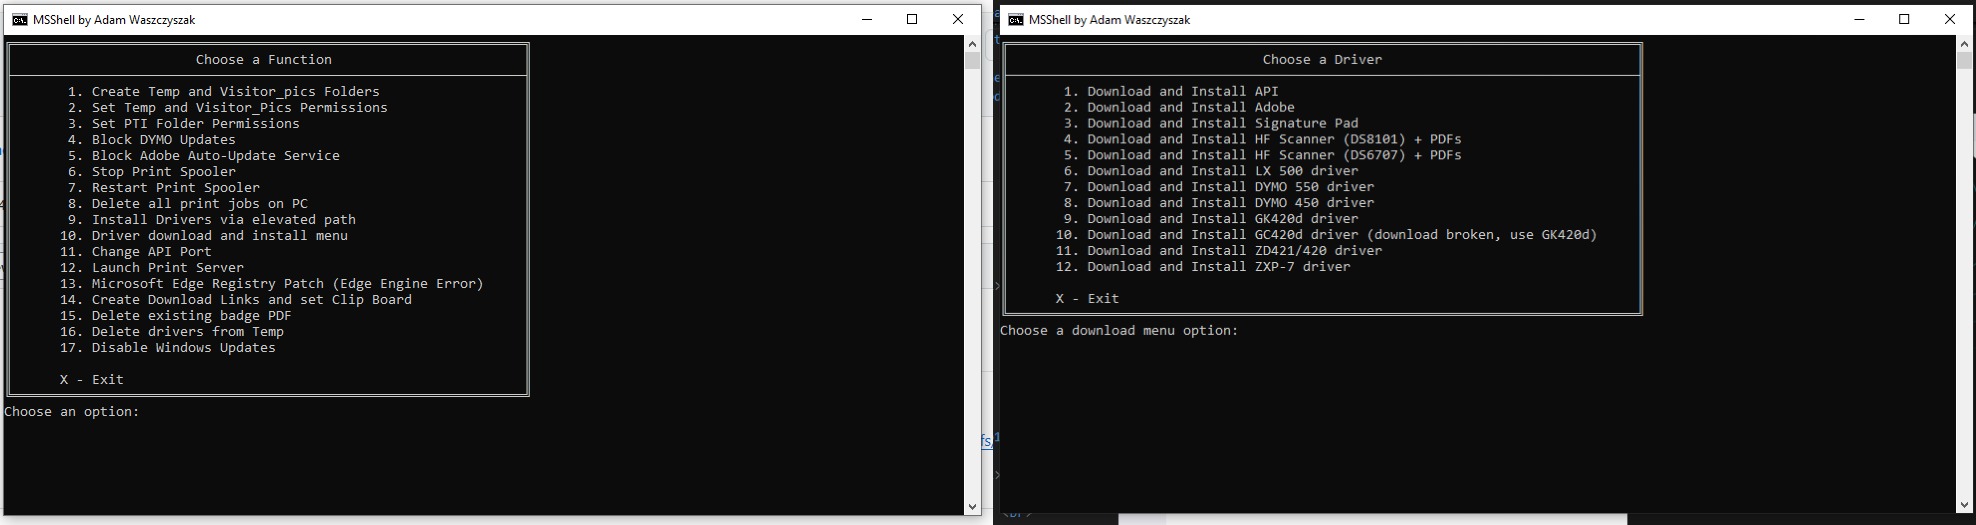 MSShell by Adam Waszczyszak
Choose a Function
1. Create Temp and Visitor_pics Folders
2. Set Temp and Visitor_Pics Permissions
3. Set PTI Folder Permissions
4. Block DYMO Updates
5. Block Adobe Auto-Update Service
6. Stop Print Spooler
7. Restart Print Spooler
8. Delete all print jobs on PC
9. Install Drivers via elevated path
10. Driver download and install menu
11. Change API Port
12. Launch Print Server
13. Microsoft Edge Registry Patch (Edge Engine Error)
14. Create Download Links and set Clip Board
15. Delete existing badge PDF
16. Delete drivers from Temp
17. Disable Windows Updates
X - Exit
Choose an option:
MSShell by Adam Waszczyszak
Choose a Driver
1. Download and Install API
2. Download and Install Adobe
3. Download and Install Signature Pad
4. Download and Install HF Scanner (DS8101) + PDFs
5. Download and Install HF Scanner (DS6707) + PDFs
6. Download and Install LX 500 driver
7. Download and Install DYMO 550 driver
8. Download and Install DYMO 450 driver
9. Download and Install GK420d driver
10. Download and Install GC420d driver (download broken, use GK420d)
11. Download and Install ZD421/420 driver
12. Download and Install ZXP-7 driver
X - Exit
Choose a download menu option: